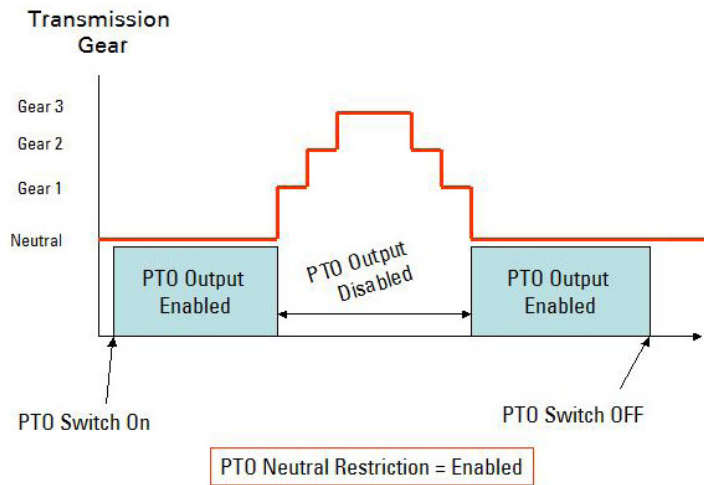 Transmission
Gear
Gear 3
Gear 2
Gear 1
Neutral
PTO Output
Enabled
PTO Output
Disabled
PTO Output
Enabled
PTO Switch On
PTO Switch OFF
PTO Neutral Restriction = Enabled